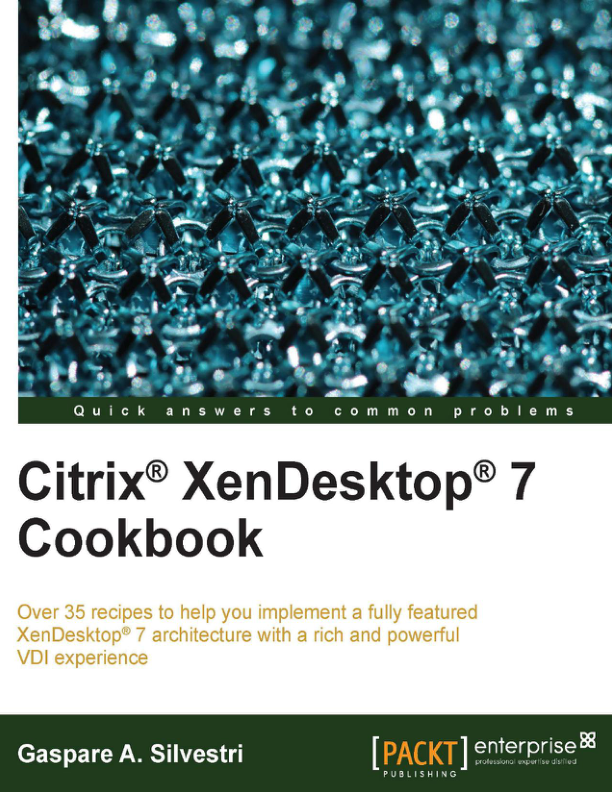 Quick answers to common problems
Citrix® XenDesktop® 7
Cookbook
Over 35 recipes to help you implement a fully featured
XenDesktop® 7 architecture with a rich and powerful
VDI experience
Gaspare A. Silvestri
[PACKT]
PUBLISHING
enterprise
professional expertise distilled